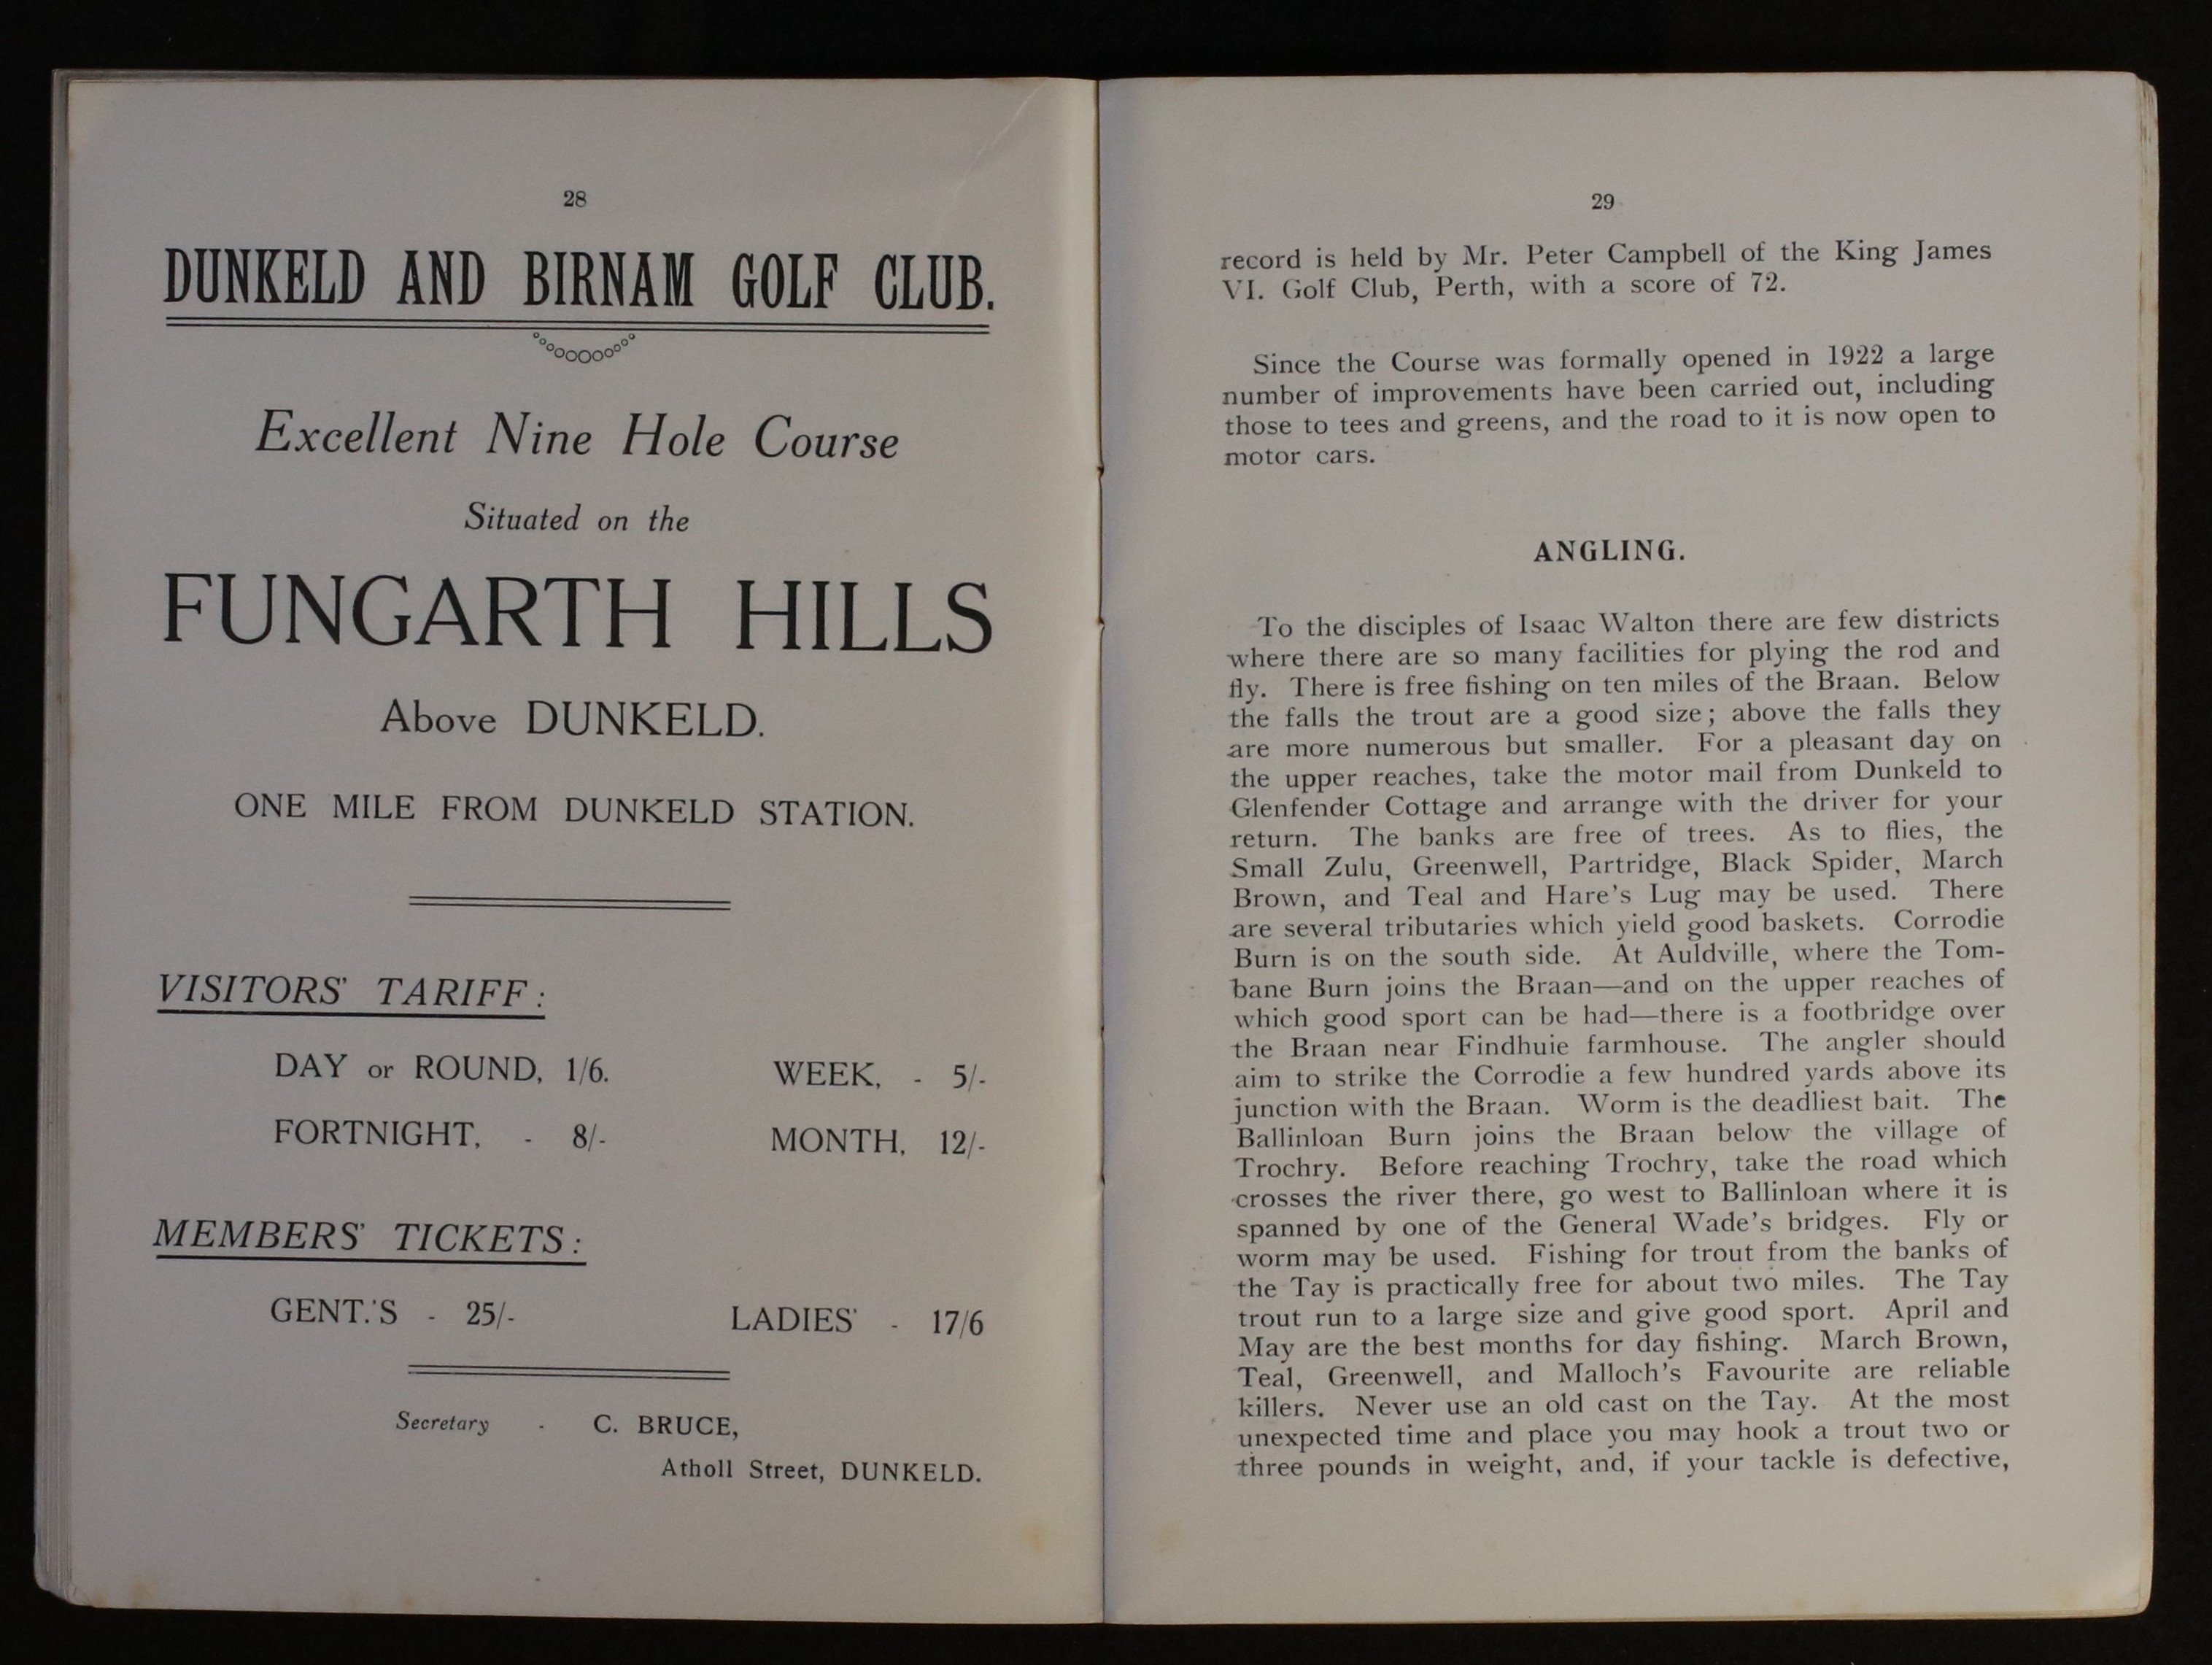 28
DUNKELD AND BIRNAM GOLF CLUB.
Excellent Nine Hole Course
Situated on the
FUNGARTH HILLS
Above DUNKELD.
ONE MILE FROM DUNKELD STATION.
VISITORS' TARIFF:
DAY or ROUND, 1/6. WEEK, - 5/-
FORTNIGHT, - 8/- MONTH, 12/-
MEMBERS' TICKETS:
GENT.'S - 25/- LADIES' - 17/6
Secretary - C. BRUCE,
Atholl Street, DUNKELD.
29
record is held by Mr. Peter Campbell of the King James
VI. Golf Club, Perth, with a score of 72.
Since the Course was formally opened in 1922 a large
number of improvements have been carried out, including
those to tees and greens, and the road to it is now open to
motor cars.
ANGLING.
To the disciples of Isaac Walton there are few districts
where there are so many facilities for plying the rod and
fly. There is free fishing on ten miles of the Braan. Below
the falls the trout are a good size; above the falls they
are more numerous but smaller. For a pleasant day on
the upper reaches, take the motor mail from Dunkeld to
Glenfender Cottage and arrange with the driver for your
return. The banks are free of trees. As to flies, the
Small Zulu, Greenwell, Partridge, Black Spider, March
Brown, and Teal and Hare's Lug may be used. There
are several tributaries which yield good baskets. Corrodie
Burn is on the south side. At Auldville, where the Tom-
bane Burn joins the Braan—and on the upper reaches of
which good sport can be had—there is a footbridge over
the Braan near Findhuie farmhouse. The angler should
aim to strike the Corrodie a few hundred yards above its
junction with the Braan. Worm is the deadliest bait. The
Ballinloan Burn joins the Braan below the village of
Trochry. Before reaching Trochry, take the road which
crosses the river there, go west to Ballinloan where it is
spanned by one of the General Wade's bridges. Fly or
worm may be used. Fishing for trout from the banks of
the Tay is practically free for about two miles. The Tay
trout run to a large size and give good sport. April and
May are the best months for day fishing. March Brown,
Teal, Greenwell, and Malloch's Favourite are reliable
killers. Never use an old cast on the Tay. At the most
unexpected time and place you may hook a trout two or
three pounds in weight, and, if your tackle is defective,